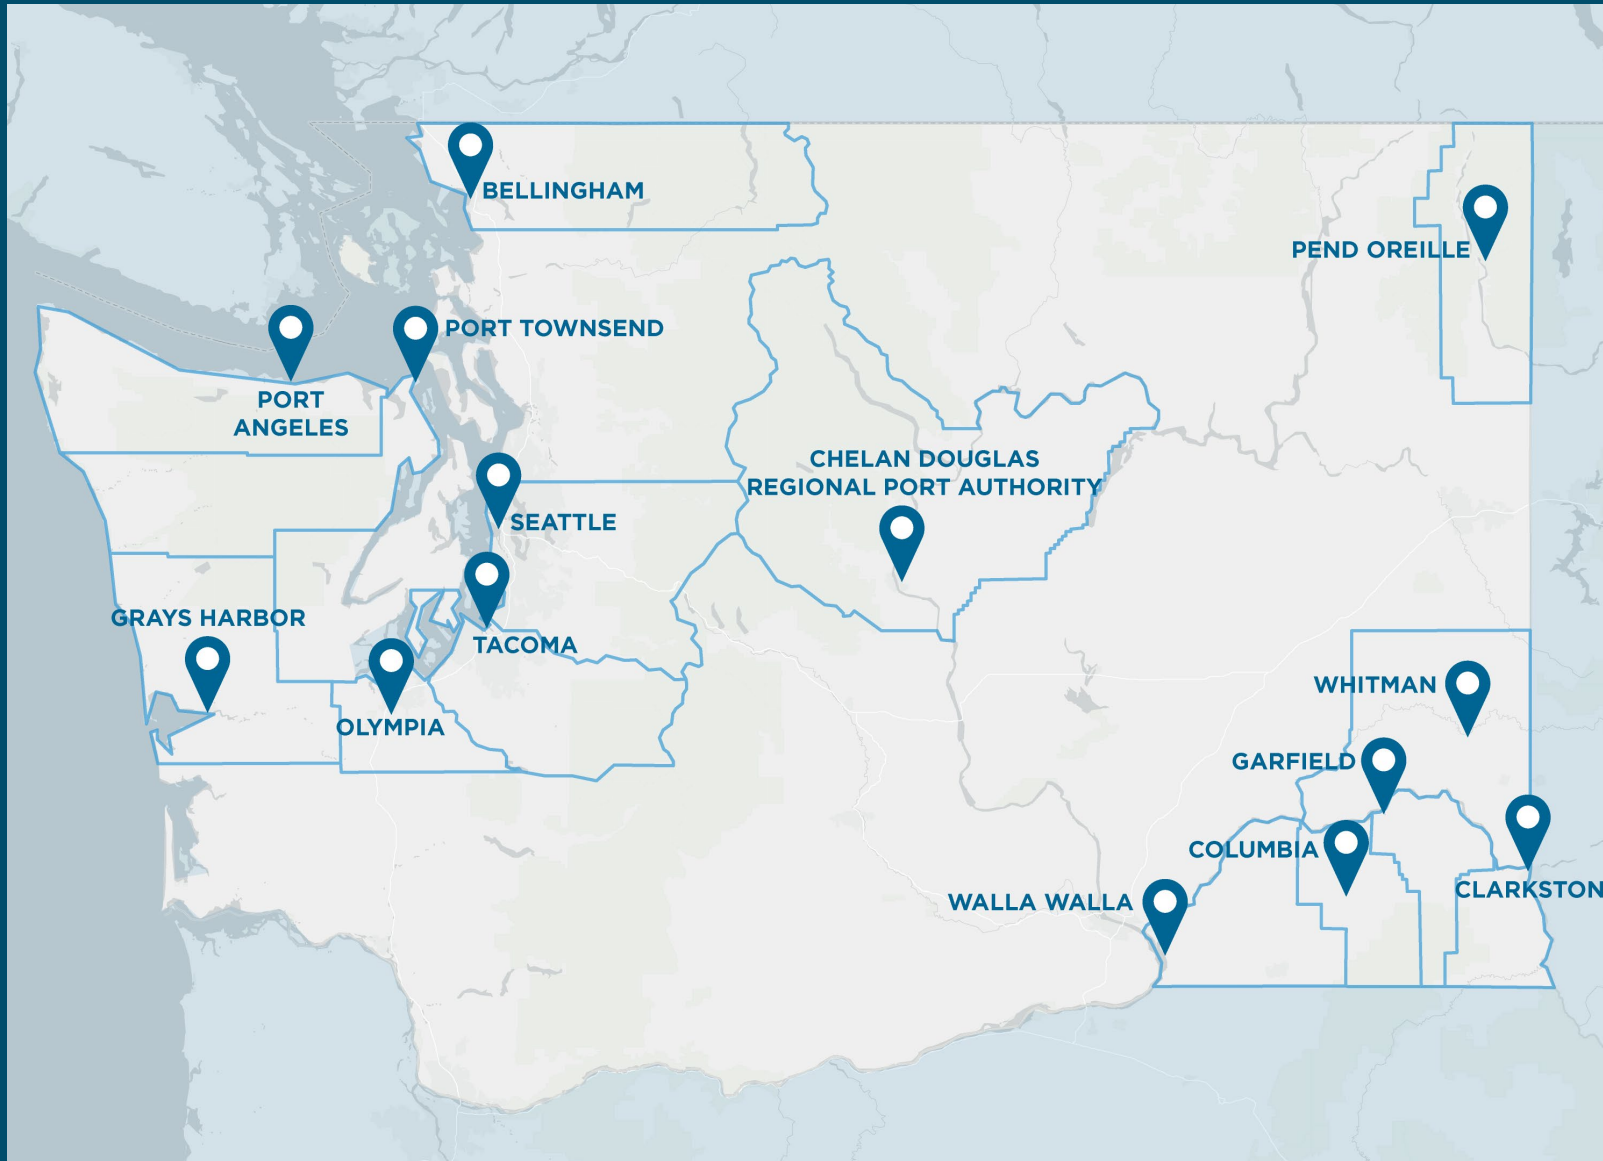 BELLINGHAM
PEND OREILLE
PORT TOWNSEND
PORT
ANGELES
CHELAN DOUGLAS
REGIONAL PORT AUTHORITY
SEATTLE
GRAYS HARBOR
TACOMA
WHITMAN
OLYMPIA
GARFIELD
COLUMBIA
CLARKSTON
WALLA WALLA